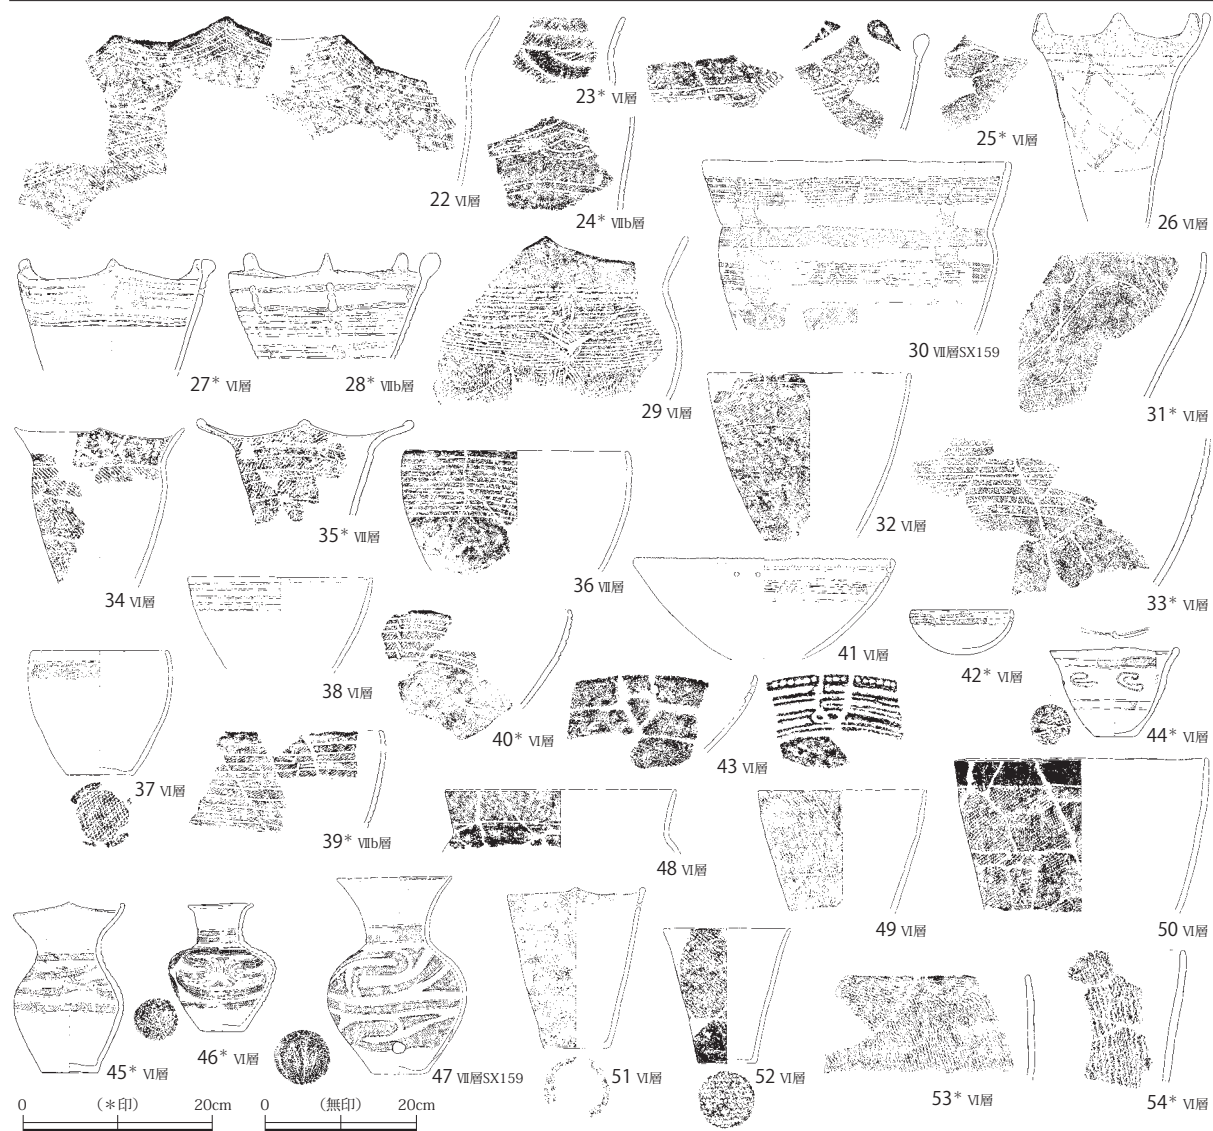 22 Ⅵ層
23* Ⅵ層
24* Ⅶb層
25* Ⅵ層
26 Ⅵ層
27* Ⅵ層
28* Ⅶb層
29 Ⅵ層
30 Ⅶ層SX159
31* Ⅵ層
32 Ⅵ層
33* Ⅵ層
34 Ⅵ層
35* Ⅶ層
36 Ⅶ層
37 Ⅵ層
38 Ⅵ層
39* Ⅶb層
40* Ⅵ層
41 Ⅵ層
42* Ⅵ層
43 Ⅵ層
44* Ⅵ層
45* Ⅵ層
46* Ⅵ層
47 Ⅶ層SX159
48 Ⅵ層
49 Ⅵ層
50 Ⅵ層
51 Ⅵ層
52 Ⅵ層
53* Ⅵ層
54* Ⅵ層
0 (*印) 20cm
0 (無印) 20cm